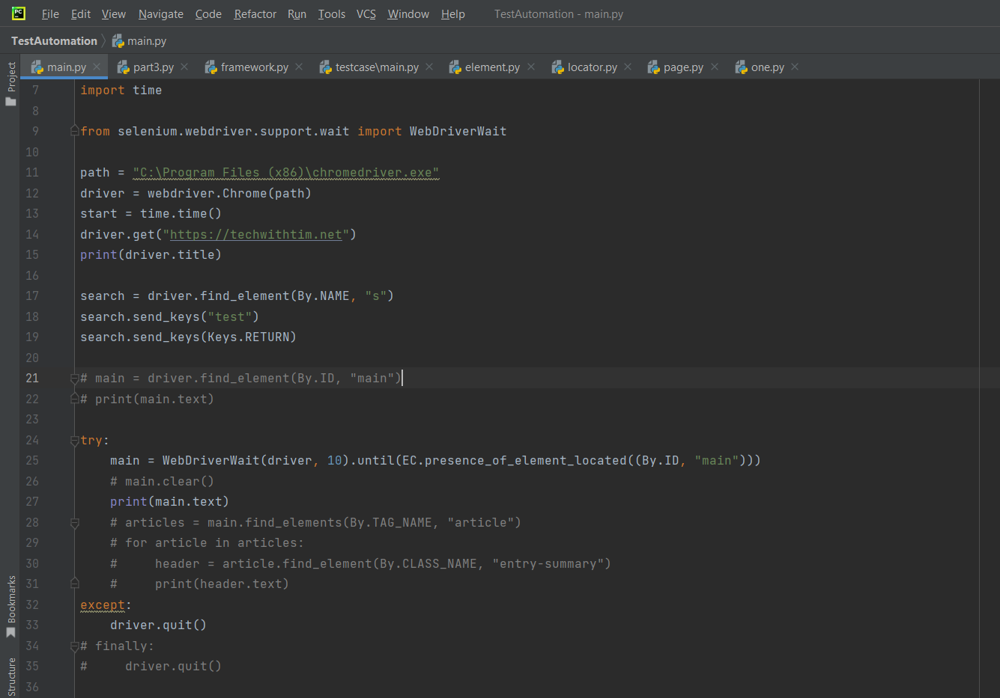 PC
File Edit View Navigate Code Refactor Run Tools VCS Window Help TestAutomation - main.py
TestAutomation main.py
main.py part3.py framework.py testcase\main.py element.py locator.py page.py one.py
Project
7 import time
8
9 from selenium.webdriver.support.wait import WebDriverWait
10
11 path = "C:\Program Files (x86)\chromedriver.exe"
12 driver = webdriver.Chrome(path)
13 start = time.time()
14 driver.get("https://techwithtim.net")
15 print(driver.title)
16
17 search = driver.find_element(By.NAME, "s")
18 search.send_keys("test")
19 search.send_keys(Keys.RETURN)
20
21 # main = driver.find_element(By.ID, "main")
22 # print(main.text)
23
24 try:
25     main = WebDriverWait(driver, 10).until(EC.presence_of_element_located((By.ID, "main")))
26     # main.clear()
27     print(main.text)
28     # articles = main.find_elements(By.TAG_NAME, "article")
29     # for article in articles:
30     #     header = article.find_element(By.CLASS_NAME, "entry-summary")
31     #     print(header.text)
32 except:
33     driver.quit()
34 # finally:
35 #     driver.quit()
36
Bookmarks
Structure